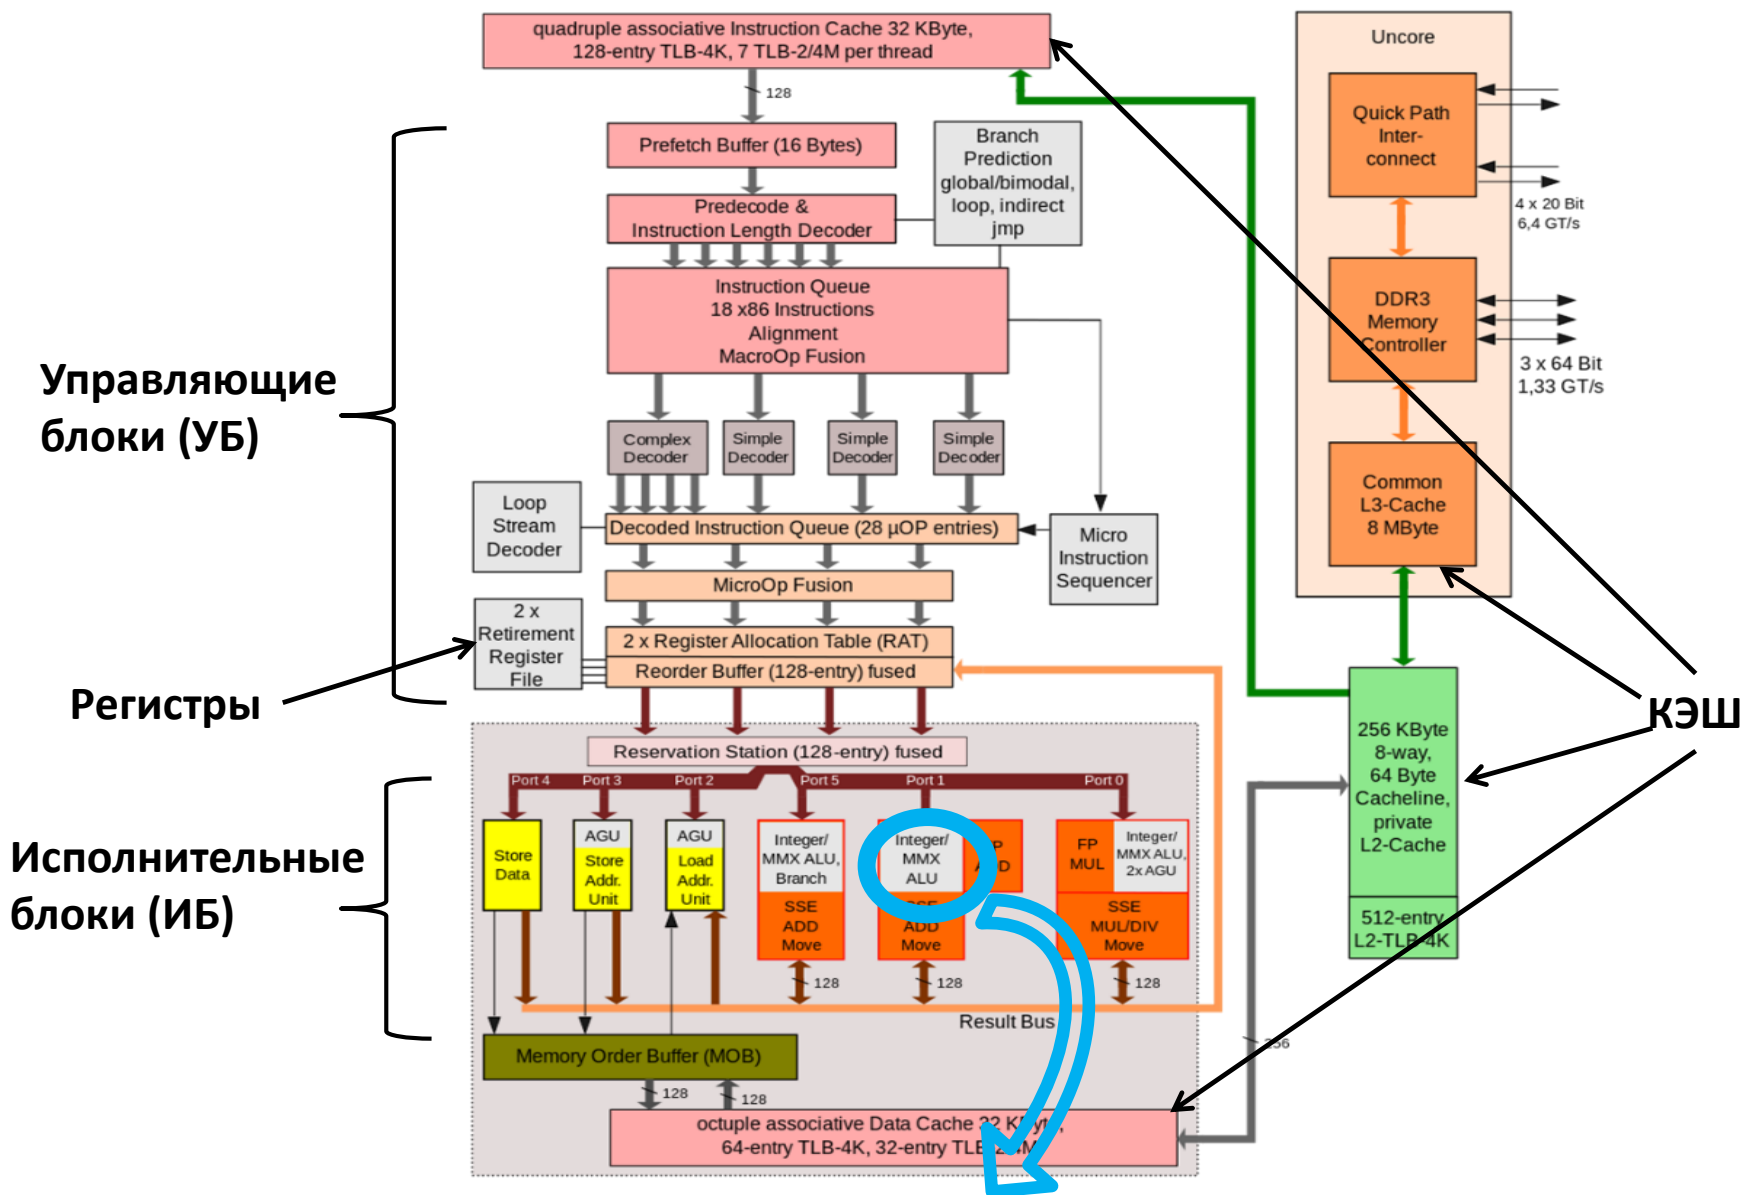 quadruple associative Instruction Cache 32 KByte,
128-entry TLB-4K, 7 TLB-2/4M per thread
128
Prefetch Buffer (16 Bytes)
Predecode &
Instruction Length Decoder
Branch
Prediction
global/bimodal,
loop, indirect
jmp
Instruction Queue
18 x86 Instructions
Alignment
MacroOp Fusion
Complex
Decoder
Simple
Decoder
Simple
Decoder
Simple
Decoder
Loop
Stream
Decoder
Decoded Instruction Queue (28 µOP entries)
Micro
Instruction
Sequencer
MicroOp Fusion
2 x
Retirement
Register
File
2 x Register Allocation Table (RAT)
Reorder Buffer (128-entry) fused
Reservation Station (128-entry) fused
Port 4
Port 3
Port 2
Port 5
Port 1
Port 0
Store
Data
AGU
Store
Addr.
Unit
AGU
Load
Addr.
Unit
Integer/
MMX ALU,
Branch
SSE
ADD
Move
Integer/
MMX
ALU
SSE
ADD
Move
FP
MUL
Integer/
MMX ALU,
2x AGU
SSE
MUL/DIV
Move
128
128
128
Result Bus
Memory Order Buffer (MOB)
128
128
octuple associative Data Cache 32 KByte,
64-entry TLB-4K, 32-entry TLB-2/4M
256
Uncore
Quick Path
Inter-
connect
4 x 20 Bit
6,4 GT/s
DDR3
Memory
Controller
3 x 64 Bit
1,33 GT/s
Common
L3-Cache
8 MByte
256 KByte
8-way,
64 Byte
Cacheline,
private
L2-Cache
512-entry
L2-TLB-4K
Управляющие
блоки (УБ)
Регистры
Исполнительные
блоки (ИБ)
КЭШ